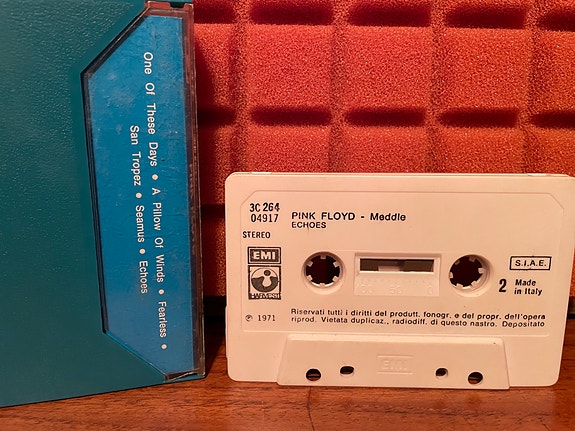 One Of These Days • A Pillow Of Winds • Fearless •
San Tropez • Seamus • Echoes
3C 264
04917
PINK FLOYD - Meddle
ECHOES
STEREO
EMI
HARVEST
S.I.A.E.
2 Made
in Italy
℗ 1971
Riservati tutti i diritti del produtt. fonogr. e del propr. dell'opera
riprod. Vietata duplicaz., radiodiff. di questo nastro. Depositato
EMI